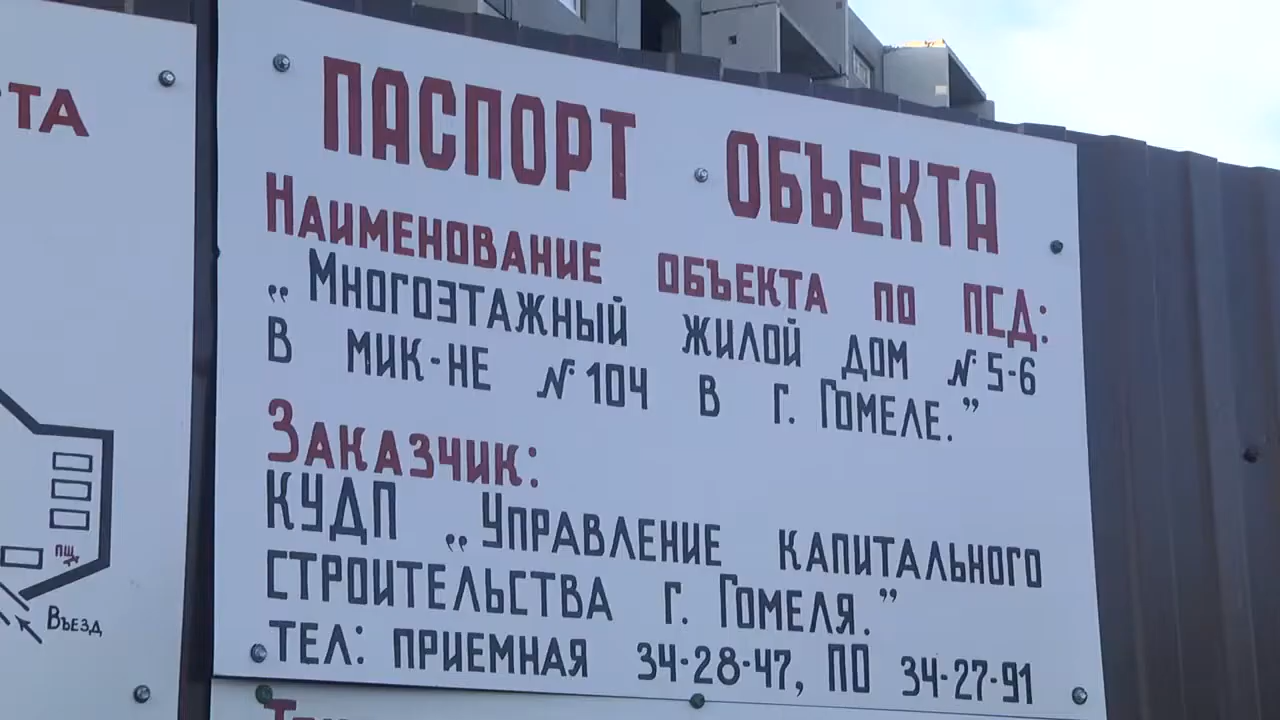 ПАСПОРТ ОБЪЕКТА
НАИМЕНОВАНИЕ ОБЪЕКТА ПО ПСД:
„МНОГОЭТАЖНЫЙ ЖИЛОЙ ДОМ №5-6
В МИК-НЕ №104 В Г. ГОМЕЛЕ.”
ЗАКАЗЧИК:
КУДП „УПРАВЛЕНИЕ КАПИТАЛЬНОГО
СТРОИТЕЛЬСТВА Г. ГОМЕЛЯ.”
ТЕЛ: ПРИЕМНАЯ 34-28-47, ПО 34-27-91
ПЩ
ВЪЕЗД